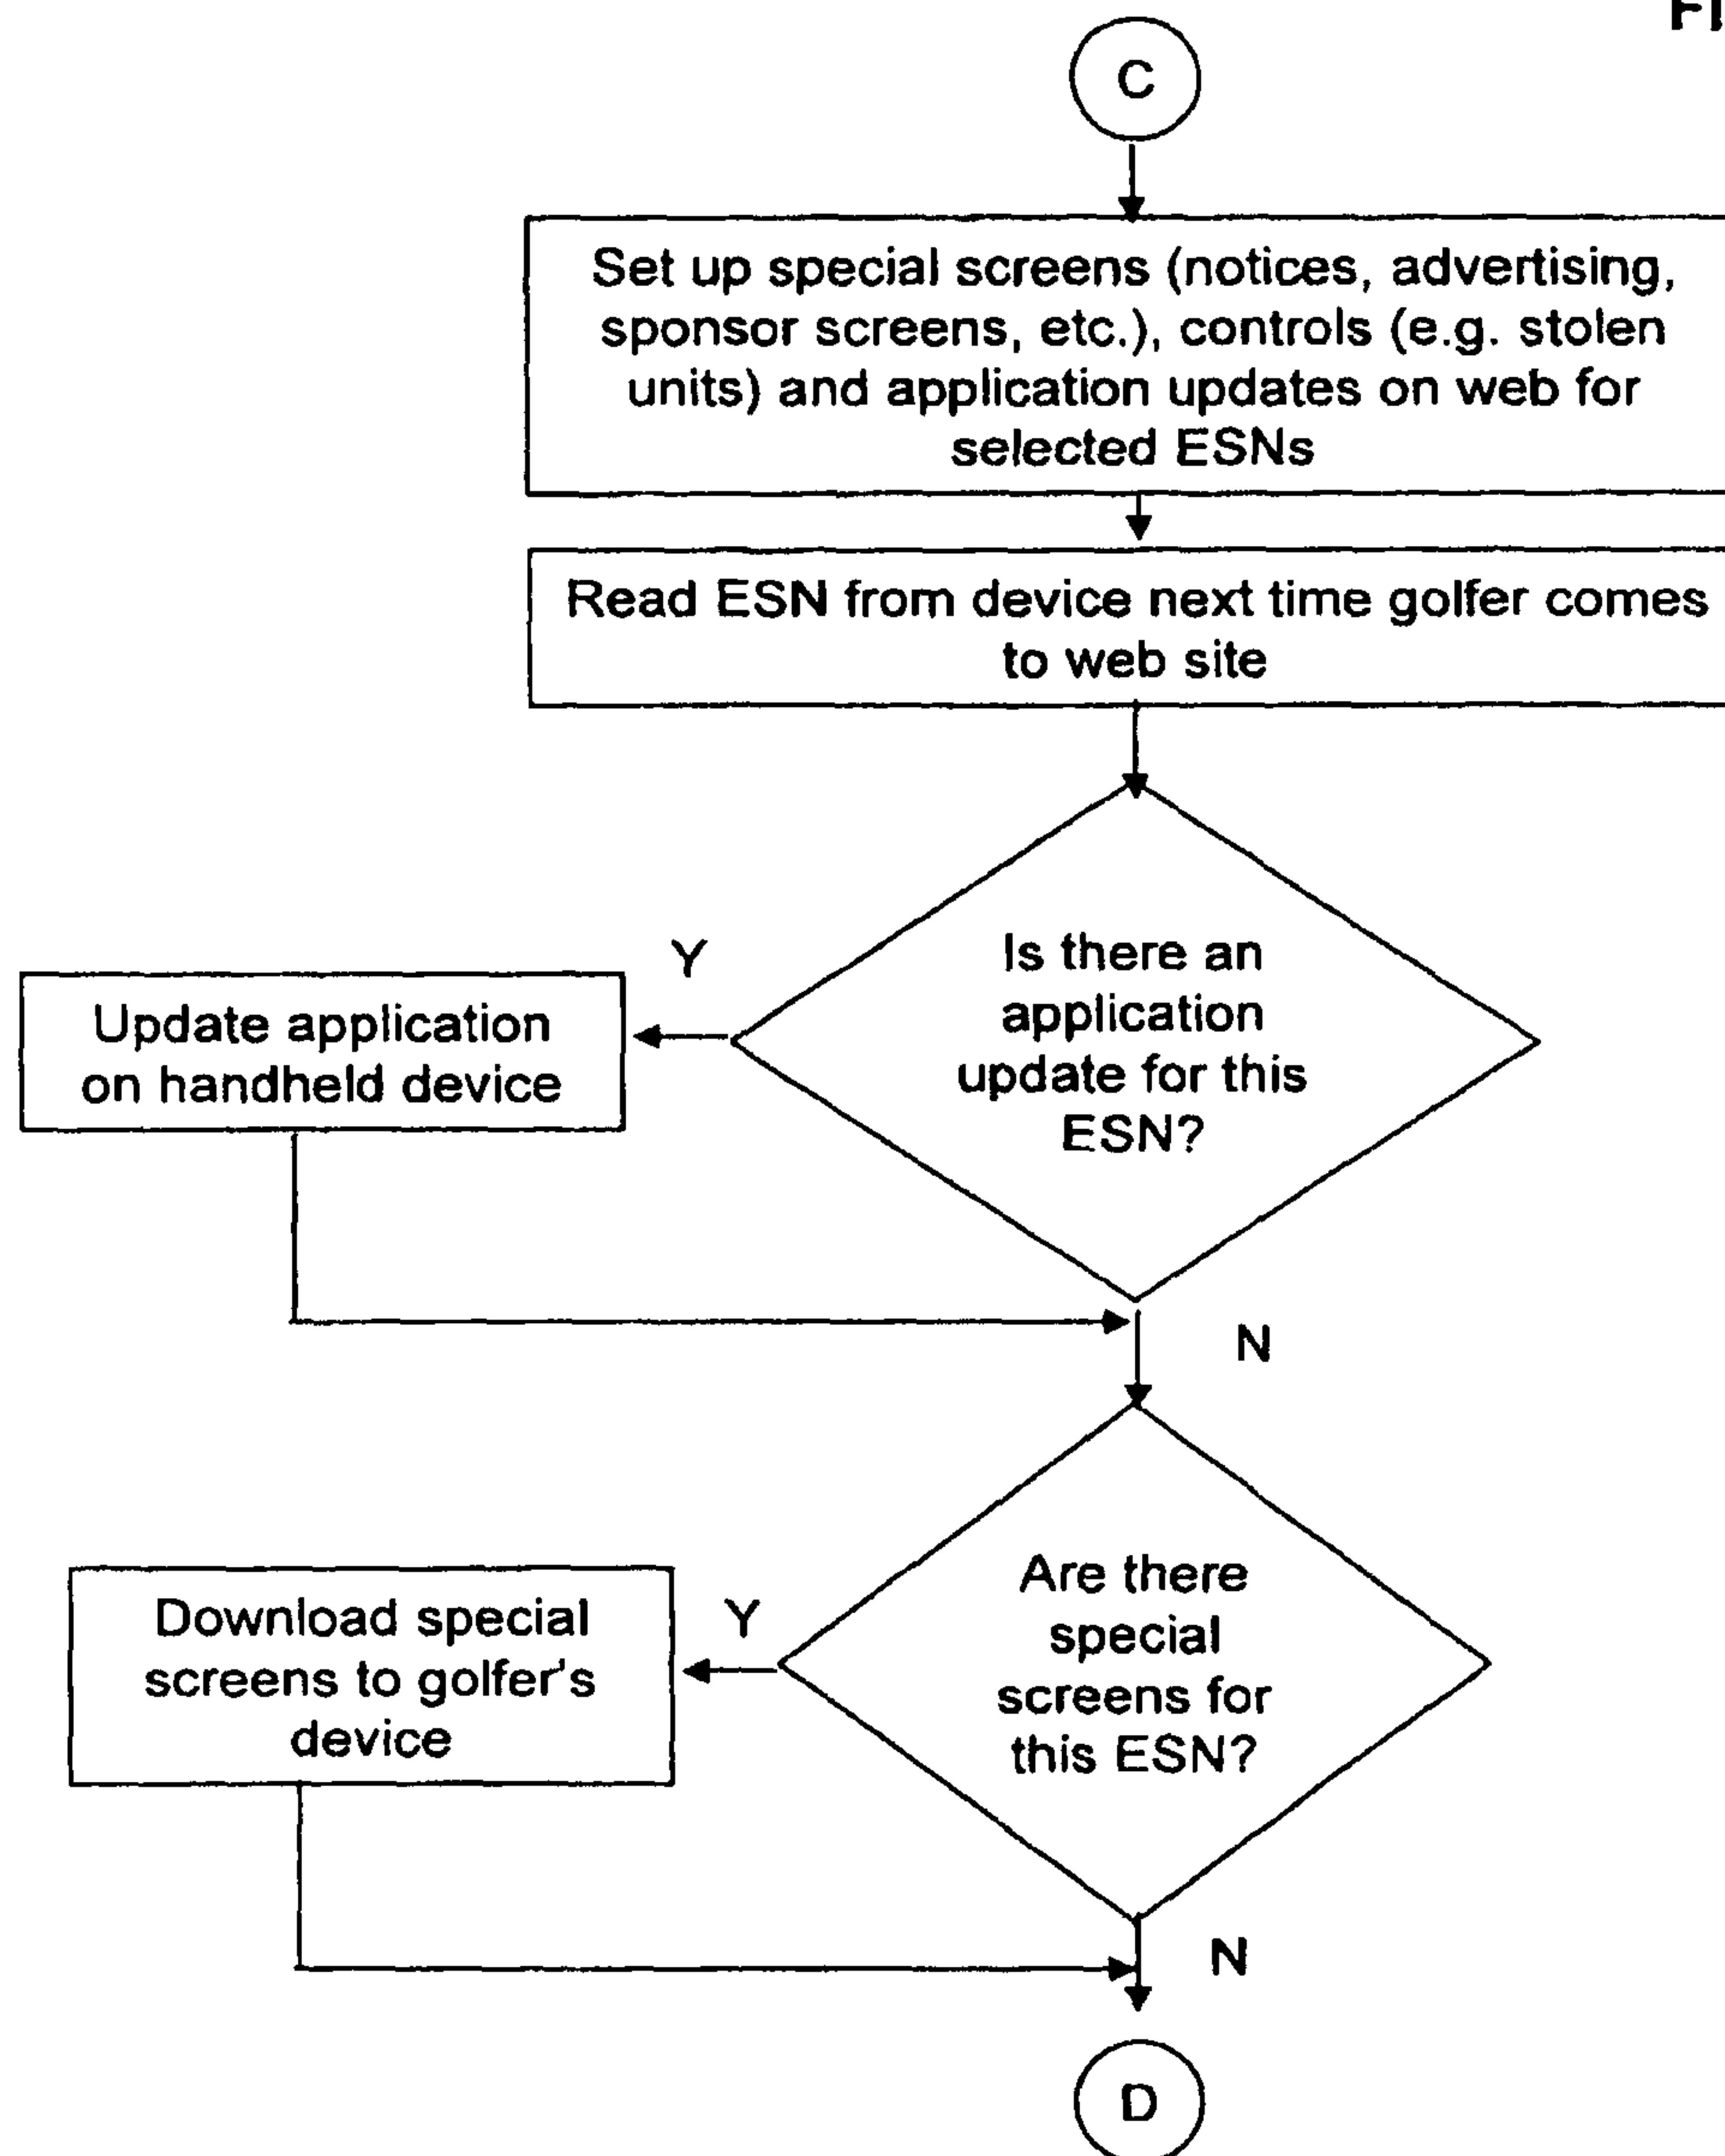 C
Set up special screens (notices, advertising,
sponsor screens, etc.), controls (e.g. stolen
units) and application updates on web for
selected ESNs
Read ESN from device next time golfer comes
to web site
Is there an
application
update for this
ESN?
Y
Update application
on handheld device
N
Are there
special
screens for
this ESN?
Y
Download special
screens to golfer's
device
N
D